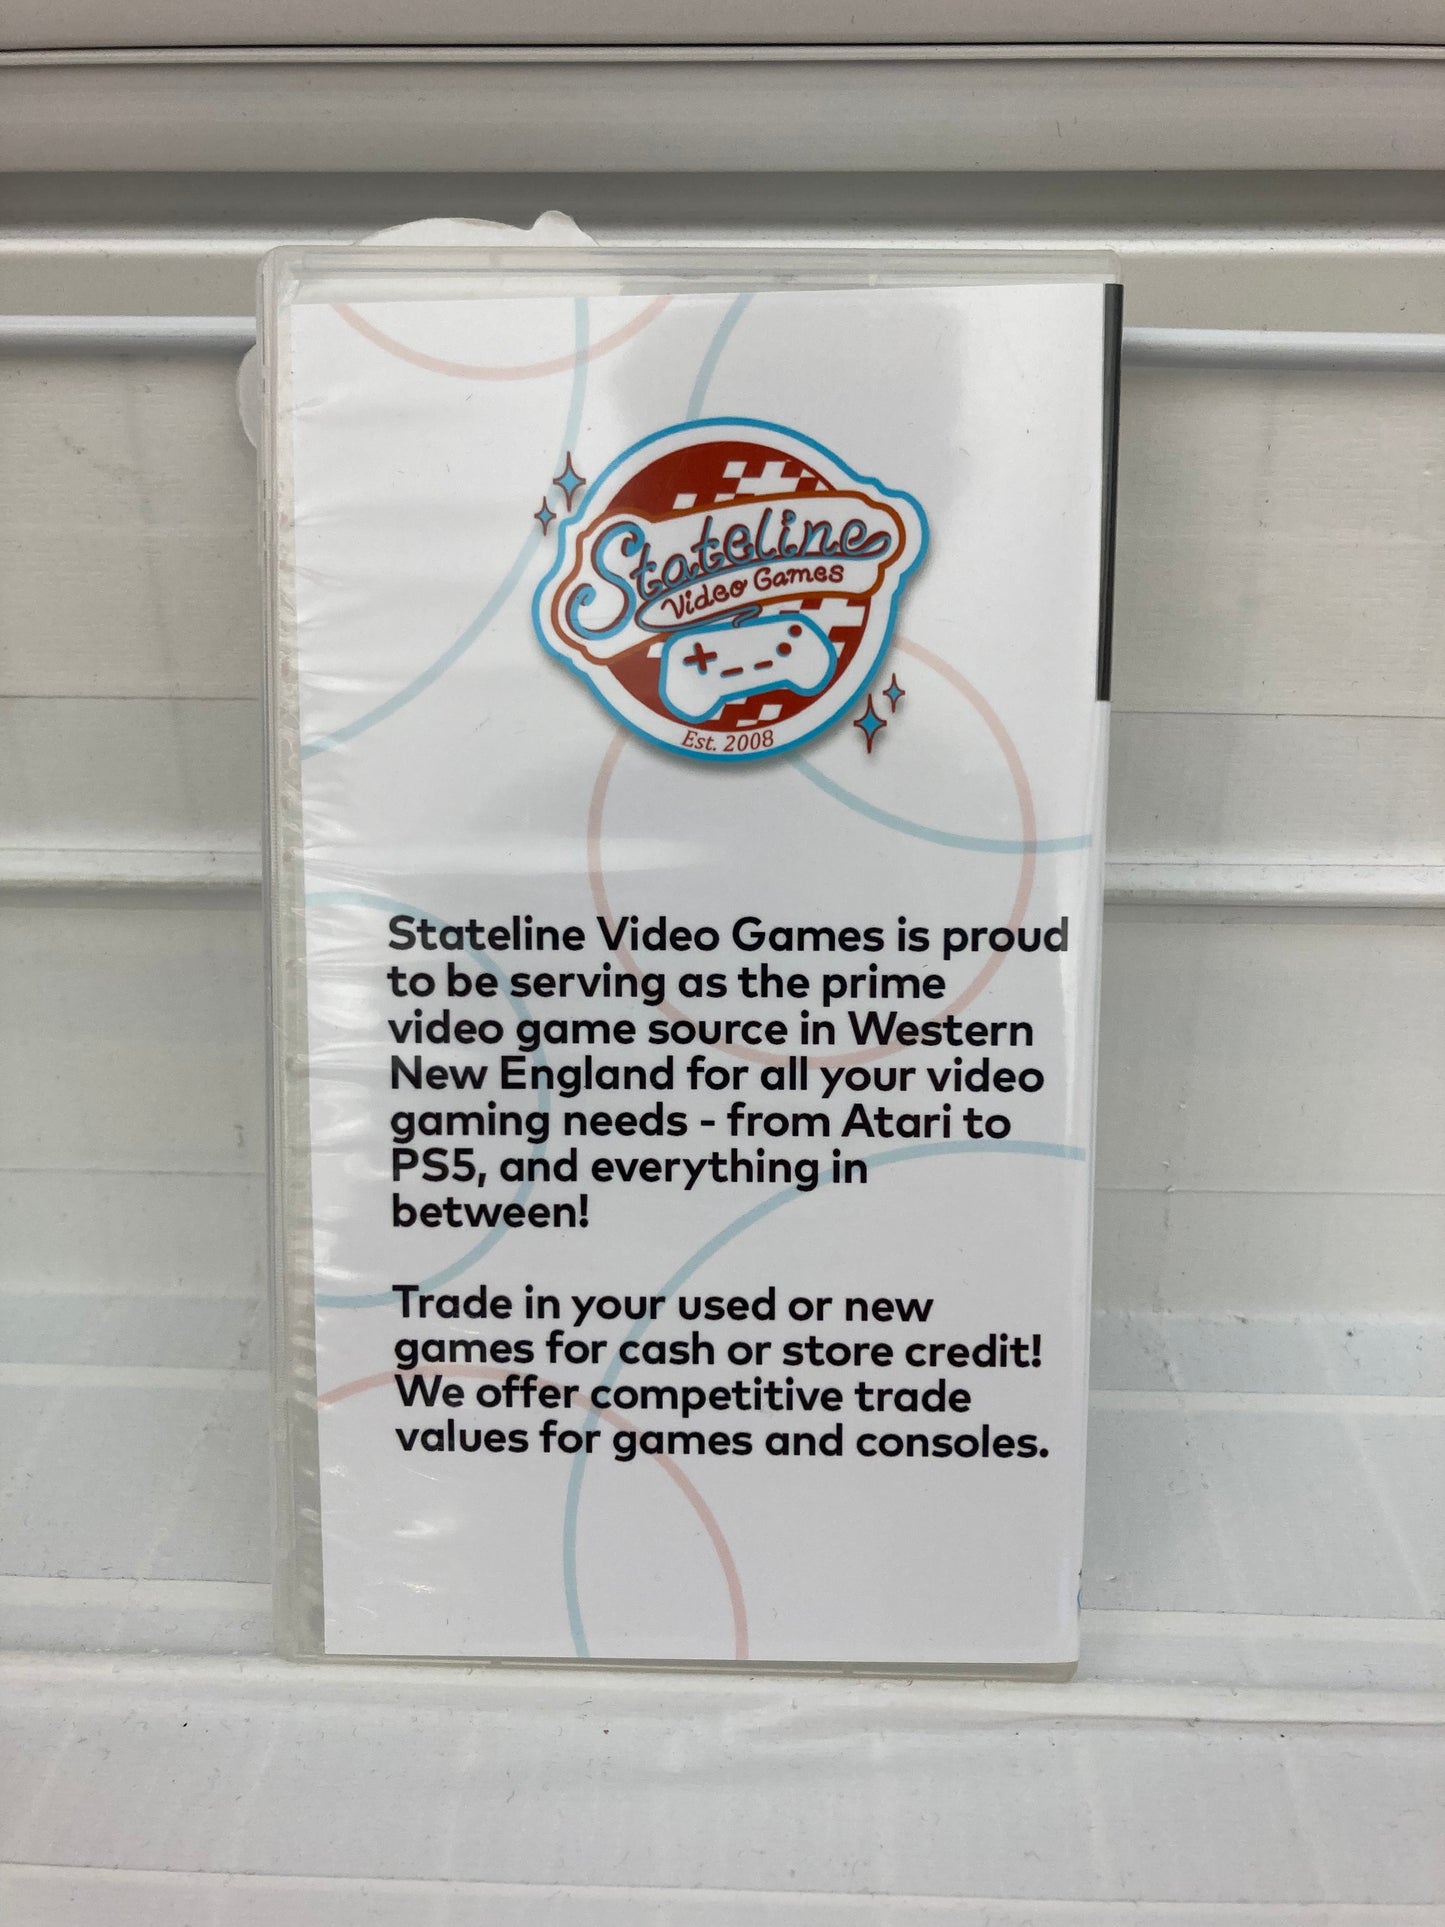 Stateline
Video Games
Est. 2008
Stateline Video Games is proud
to be serving as the prime
video game source in Western
New England for all your video
gaming needs - from Atari to
PS5, and everything in
between!
Trade in your used or new
games for cash or store credit!
We offer competitive trade
values for games and consoles.